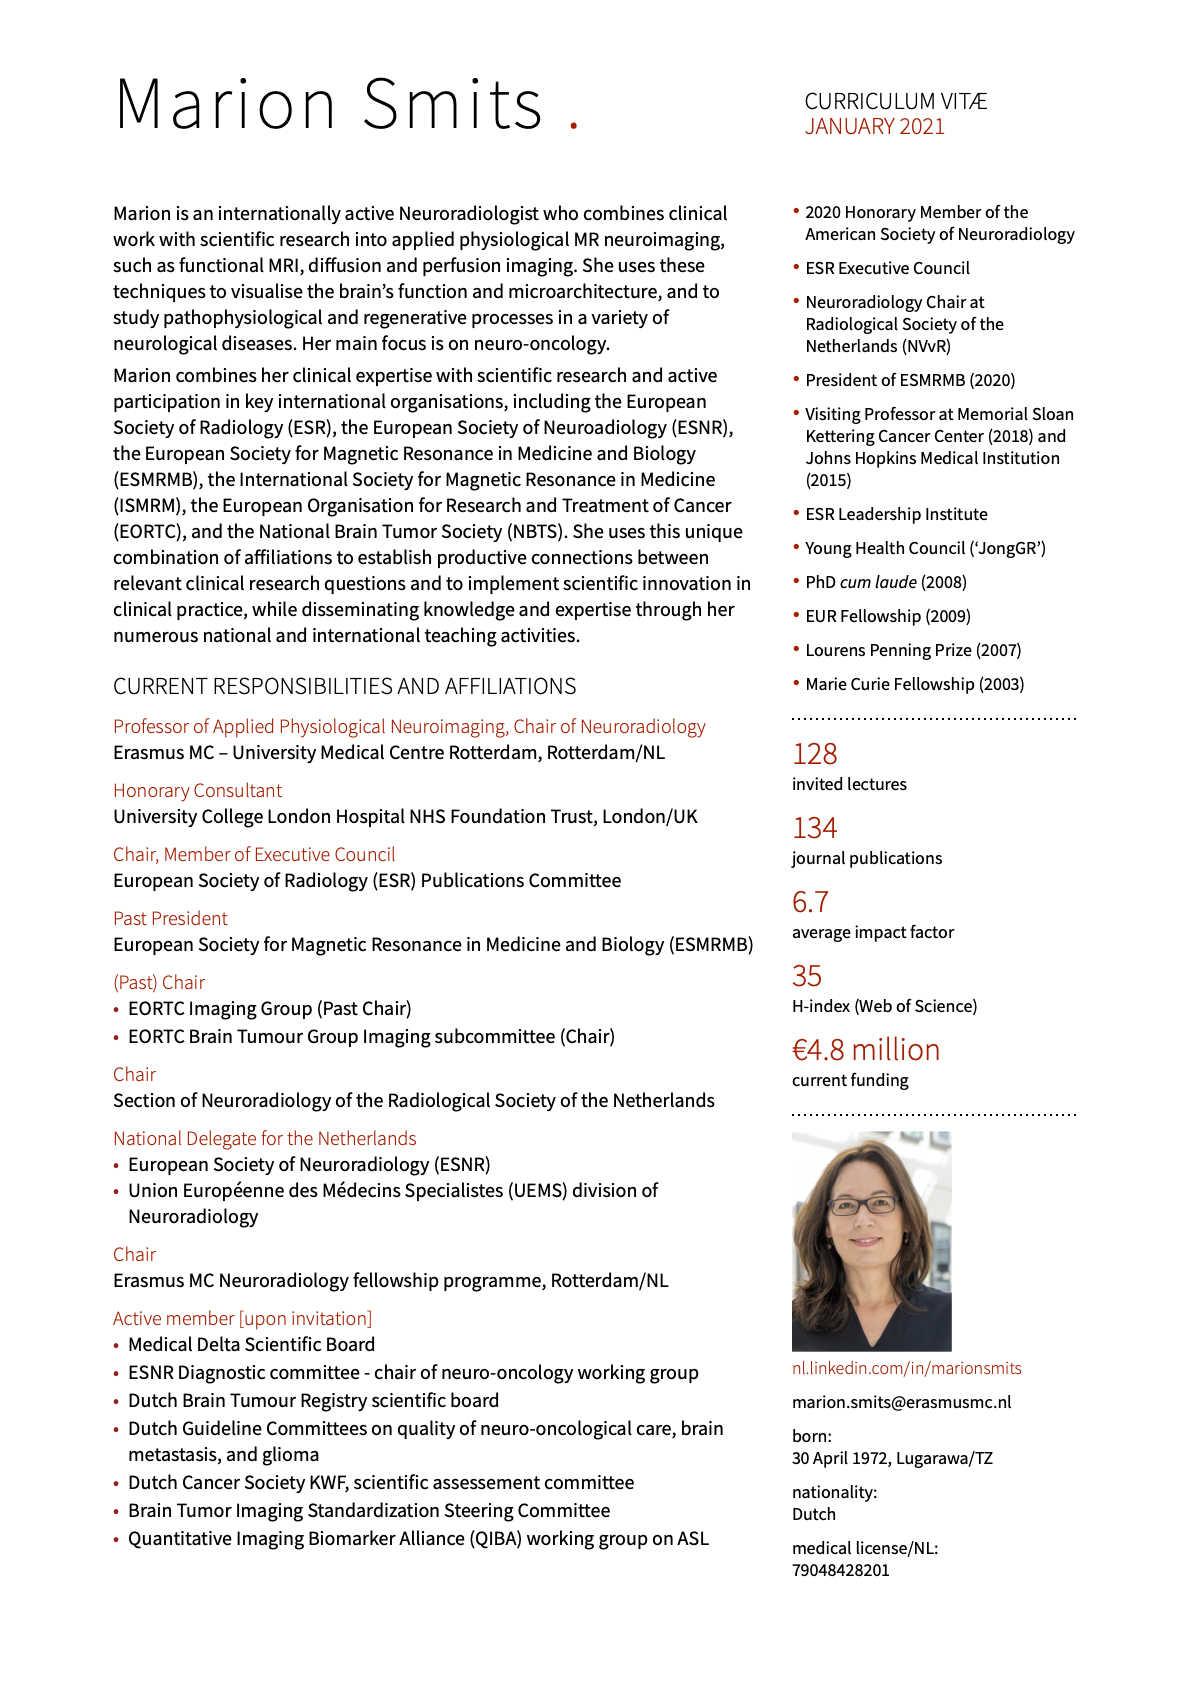 Marion Smits .
CURRICULUM VITÆ
JANUARY 2021
Marion is an internationally active Neuroradiologist who combines clinical
work with scientific research into applied physiological MR neuroimaging,
such as functional MRI, diffusion and perfusion imaging. She uses these
techniques to visualise the brain’s function and microarchitecture, and to
study pathophysiological and regenerative processes in a variety of
neurological diseases. Her main focus is on neuro-oncology.
Marion combines her clinical expertise with scientific research and active
participation in key international organisations, including the European
Society of Radiology (ESR), the European Society of Neuroadiology (ESNR),
the European Society for Magnetic Resonance in Medicine and Biology
(ESMRMB), the International Society for Magnetic Resonance in Medicine
(ISMRM), the European Organisation for Research and Treatment of Cancer
(EORTC), and the National Brain Tumor Society (NBTS). She uses this unique
combination of affiliations to establish productive connections between
relevant clinical research questions and to implement scientific innovation in
clinical practice, while disseminating knowledge and expertise through her
numerous national and international teaching activities.
CURRENT RESPONSIBILITIES AND AFFILIATIONS
Professor of Applied Physiological Neuroimaging, Chair of Neuroradiology
Erasmus MC – University Medical Centre Rotterdam, Rotterdam/NL
Honorary Consultant
University College London Hospital NHS Foundation Trust, London/UK
Chair, Member of Executive Council
European Society of Radiology (ESR) Publications Committee
Past President
European Society for Magnetic Resonance in Medicine and Biology (ESMRMB)
(Past) Chair
• EORTC Imaging Group (Past Chair)
• EORTC Brain Tumour Group Imaging subcommittee (Chair)
Chair
Section of Neuroradiology of the Radiological Society of the Netherlands
National Delegate for the Netherlands
• European Society of Neuroradiology (ESNR)
• Union Européenne des Médecins Specialistes (UEMS) division of
Neuroradiology
Chair
Erasmus MC Neuroradiology fellowship programme, Rotterdam/NL
Active member [upon invitation]
• Medical Delta Scientific Board
• ESNR Diagnostic committee - chair of neuro-oncology working group
• Dutch Brain Tumour Registry scientific board
• Dutch Guideline Committees on quality of neuro-oncological care, brain
metastasis, and glioma
• Dutch Cancer Society KWF, scientific assessement committee
• Brain Tumor Imaging Standardization Steering Committee
• Quantitative Imaging Biomarker Alliance (QIBA) working group on ASL
• 2020 Honorary Member of the
American Society of Neuroradiology
• ESR Executive Council
• Neuroradiology Chair at
Radiological Society of the
Netherlands (NVvR)
• President of ESMRMB (2020)
• Visiting Professor at Memorial Sloan
Kettering Cancer Center (2018) and
Johns Hopkins Medical Institution
(2015)
• ESR Leadership Institute
• Young Health Council (‘JongGR’)
• PhD cum laude (2008)
• EUR Fellowship (2009)
• Lourens Penning Prize (2007)
• Marie Curie Fellowship (2003)
128
invited lectures
134
journal publications
6.7
average impact factor
35
H-index (Web of Science)
€4.8 million
current funding
nl.linkedin.com/in/marionsmits
marion.smits@erasmusmc.nl
born:
30 April 1972, Lugarawa/TZ
nationality:
Dutch
medical license/NL:
79048428201